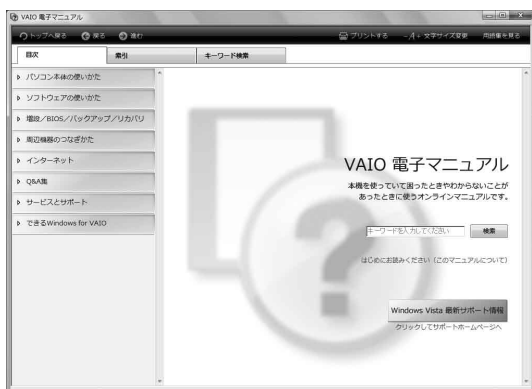 VAIO 電子マニュアル
トップへ戻る 戻る 進む プリントする -A+ 文字サイズ変更 用語集を見る
目次 索引 キーワード検索
パソコン本体の使いかた
ソフトウェアの使いかた
増設/BIOS/バックアップ/リカバリ
周辺機器のつなぎかた
インターネット
Q&A集
サービスとサポート
できるWindows for VAIO
VAIO 電子マニュアル
本機を使っていて困ったときやわからないことが
あったときに使うオンラインマニュアルです。
キーワードを入力してください 検索
はじめにお読みください（このマニュアルについて）
Windows Vista 最新サポート情報
クリックしてサポートホームページへ